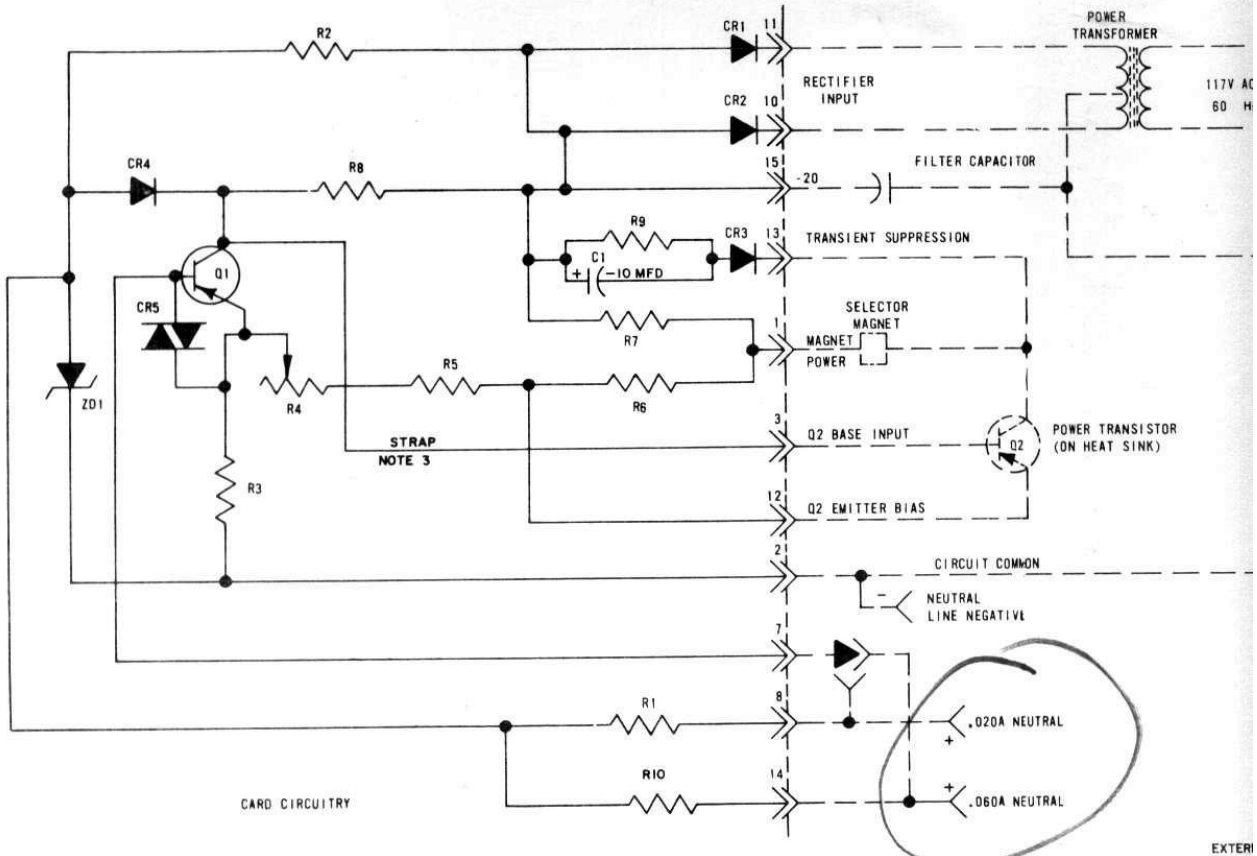 R2
CR1
11
POWER
TRANSFORMER
RECTIFIER
INPUT
117V AC
60
CR2
10
CR4
R8
15
-20
FILTER CAPACITOR
R9
CR3
13
TRANSIENT SUPPRESSION
Q1
C1
+ -10 MFD
CR5
SELECTOR
MAGNET
R7
1
MAGNET
POWER
ZD1
R4
R5
R6
STRAP
NOTE 3
3
Q2 BASE INPUT
Q2
POWER TRANSISTOR
(ON HEAT SINK)
R3
12
Q2 EMITTER BIAS
2
CIRCUIT COMMON
-
NEUTRAL
LINE NEGATIVE
7
R1
8
.020A NEUTRAL
+
R10
14
+
.060A NEUTRAL
CARD CIRCUITRY